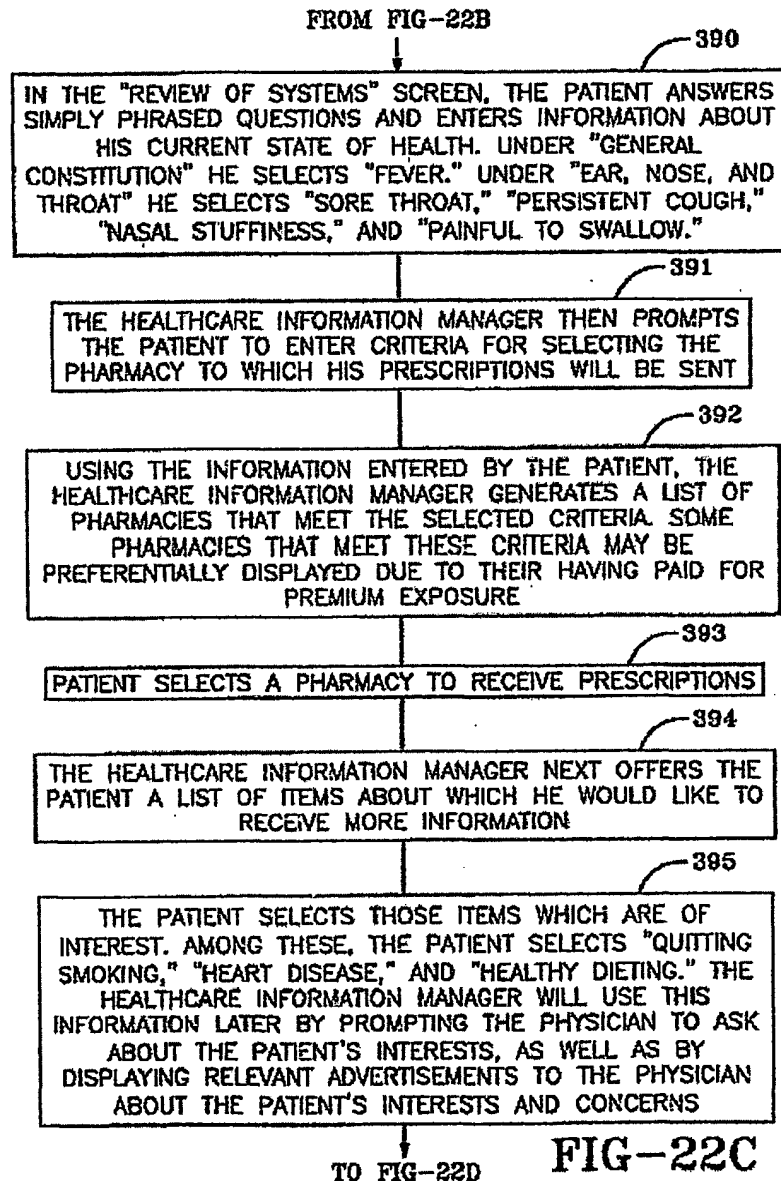 FROM FIG-22B
390
IN THE "REVIEW OF SYSTEMS" SCREEN, THE PATIENT ANSWERS
SIMPLY PHRASED QUESTIONS AND ENTERS INFORMATION ABOUT
HIS CURRENT STATE OF HEALTH. UNDER "GENERAL
CONSTITUTION" HE SELECTS "FEVER." UNDER "EAR, NOSE, AND
THROAT" HE SELECTS "SORE THROAT," "PERSISTENT COUGH,"
"NASAL STUFFINESS," AND "PAINFUL TO SWALLOW."
391
THE HEALTHCARE INFORMATION MANAGER THEN PROMPTS
THE PATIENT TO ENTER CRITERIA FOR SELECTING THE
PHARMACY TO WHICH HIS PRESCRIPTIONS WILL BE SENT
392
USING THE INFORMATION ENTERED BY THE PATIENT, THE
HEALTHCARE INFORMATION MANAGER GENERATES A LIST OF
PHARMACIES THAT MEET THE SELECTED CRITERIA. SOME
PHARMACIES THAT MEET THESE CRITERIA MAY BE
PREFERENTIALLY DISPLAYED DUE TO THEIR HAVING PAID FOR
PREMIUM EXPOSURE
393
PATIENT SELECTS A PHARMACY TO RECEIVE PRESCRIPTIONS
394
THE HEALTHCARE INFORMATION MANAGER NEXT OFFERS THE
PATIENT A LIST OF ITEMS ABOUT WHICH HE WOULD LIKE TO
RECEIVE MORE INFORMATION
395
THE PATIENT SELECTS THOSE ITEMS WHICH ARE OF
INTEREST. AMONG THESE, THE PATIENT SELECTS "QUITTING
SMOKING," "HEART DISEASE," AND "HEALTHY DIETING." THE
HEALTHCARE INFORMATION MANAGER WILL USE THIS
INFORMATION LATER BY PROMPTING THE PHYSICIAN TO ASK
ABOUT THE PATIENT'S INTERESTS, AS WELL AS BY
DISPLAYING RELEVANT ADVERTISEMENTS TO THE PHYSICIAN
ABOUT THE PATIENT'S INTERESTS AND CONCERNS
TO FIG-22D
FIG-22C